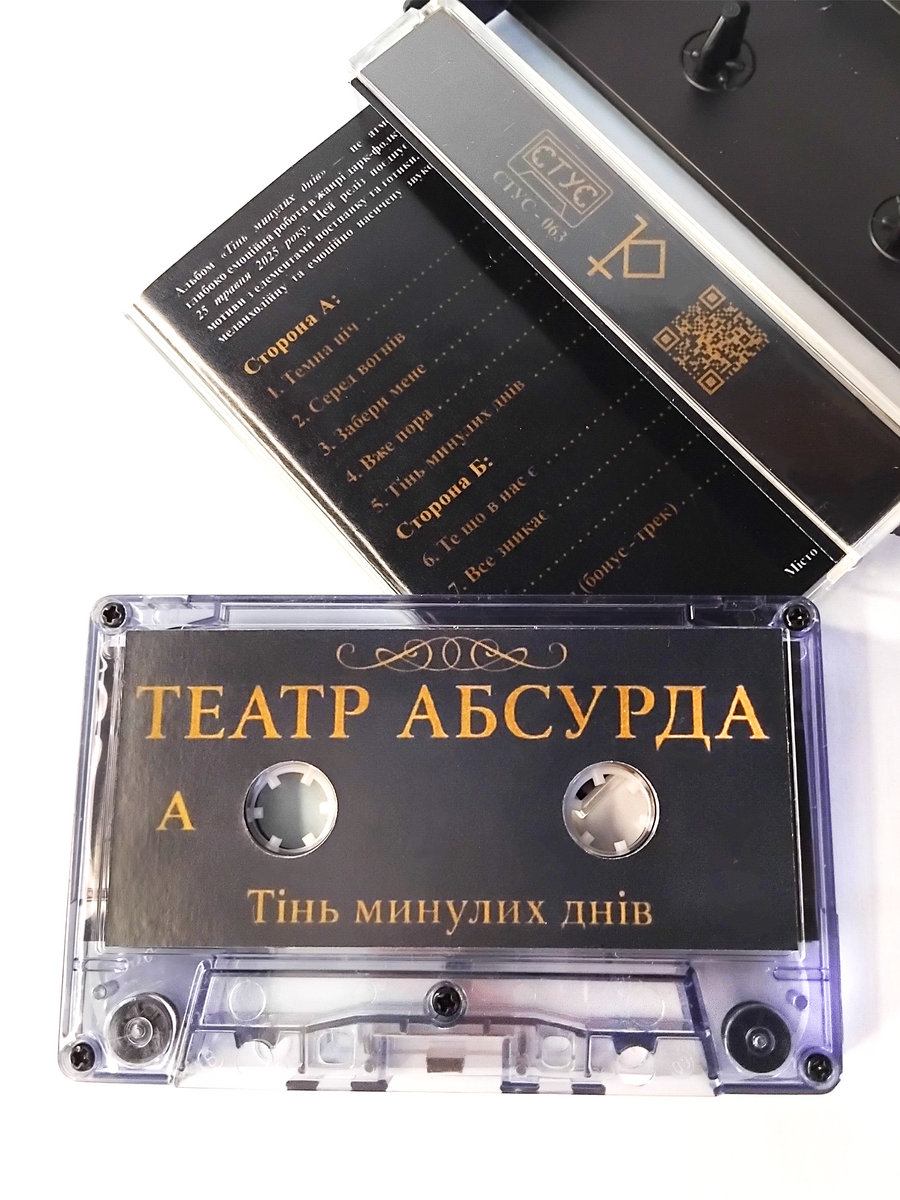 СТУС
СТУС - 063
Альбом «Тінь минулих днів» — це
глибоко емоційна робота в жанрі дарк-фолк
25 травня 2025 року. Цей реліз
мотиви з елементами постпанку та готики.
меланхолійну та емоційно насичену
Сторона А:
1. Темна ніч
2. Серед вогнів
3. Забери мене
4. Вже пора
5. Тінь минулих днів
Сторона Б:
6. Те що в нас є
7. Все зникає
(бонус - трек)
Місто
ТЕАТР АБСУРДА
А
Тінь минулих днів